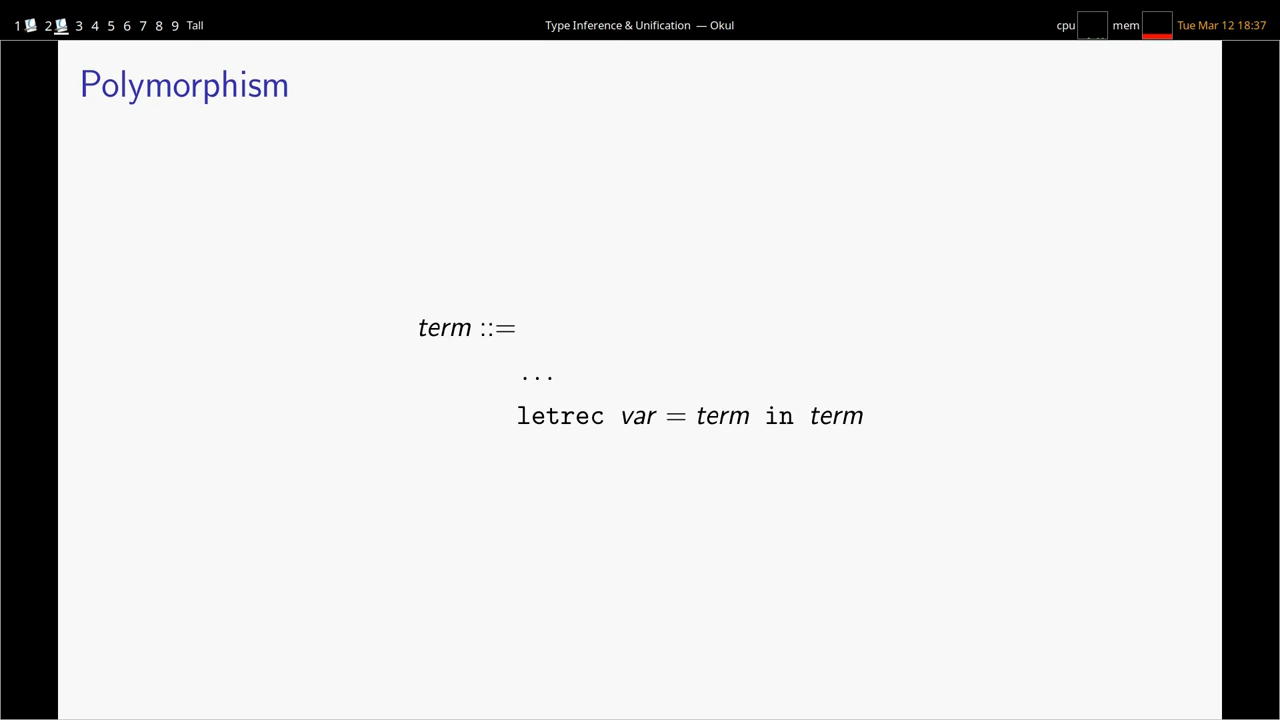 1 2 3 4 5 6 7 8 9 Tall Type Inference & Unification — Okul cpu mem Tue Mar 12 18:37
Polymorphism
term ::=
...
letrec var = term in term